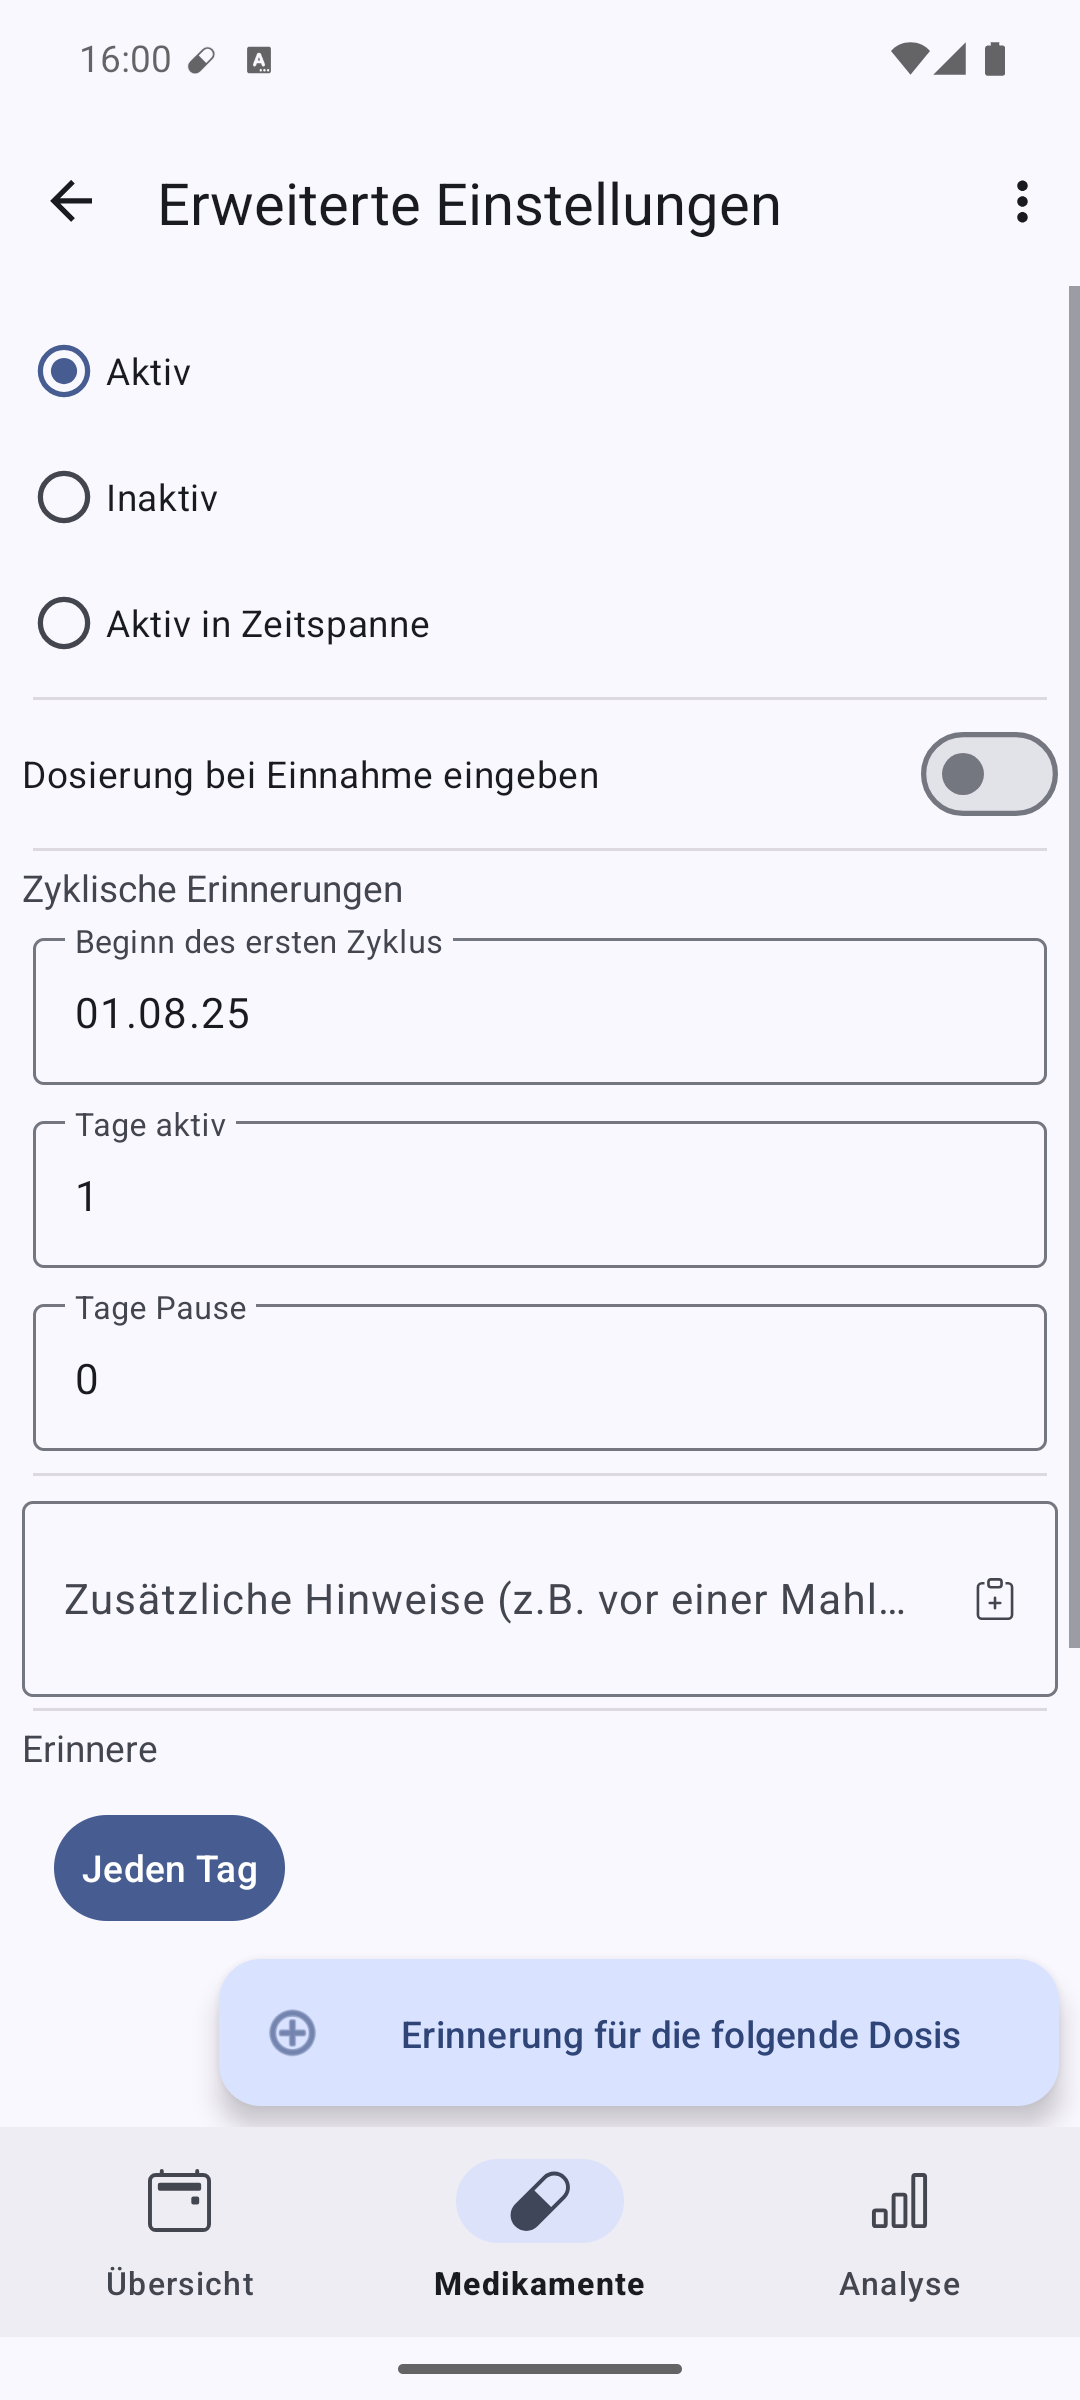 16:00
Erweiterte Einstellungen
Aktiv
Inaktiv
Aktiv in Zeitspanne
Dosierung bei Einnahme eingeben
Zyklische Erinnerungen
Beginn des ersten Zyklus
01.08.25
Tage aktiv
1
Tage Pause
0
Zusätzliche Hinweise (z.B. vor einer Mahl…
Erinnere
Jeden Tag
Erinnerung für die folgende Dosis
Übersicht
Medikamente
Analyse